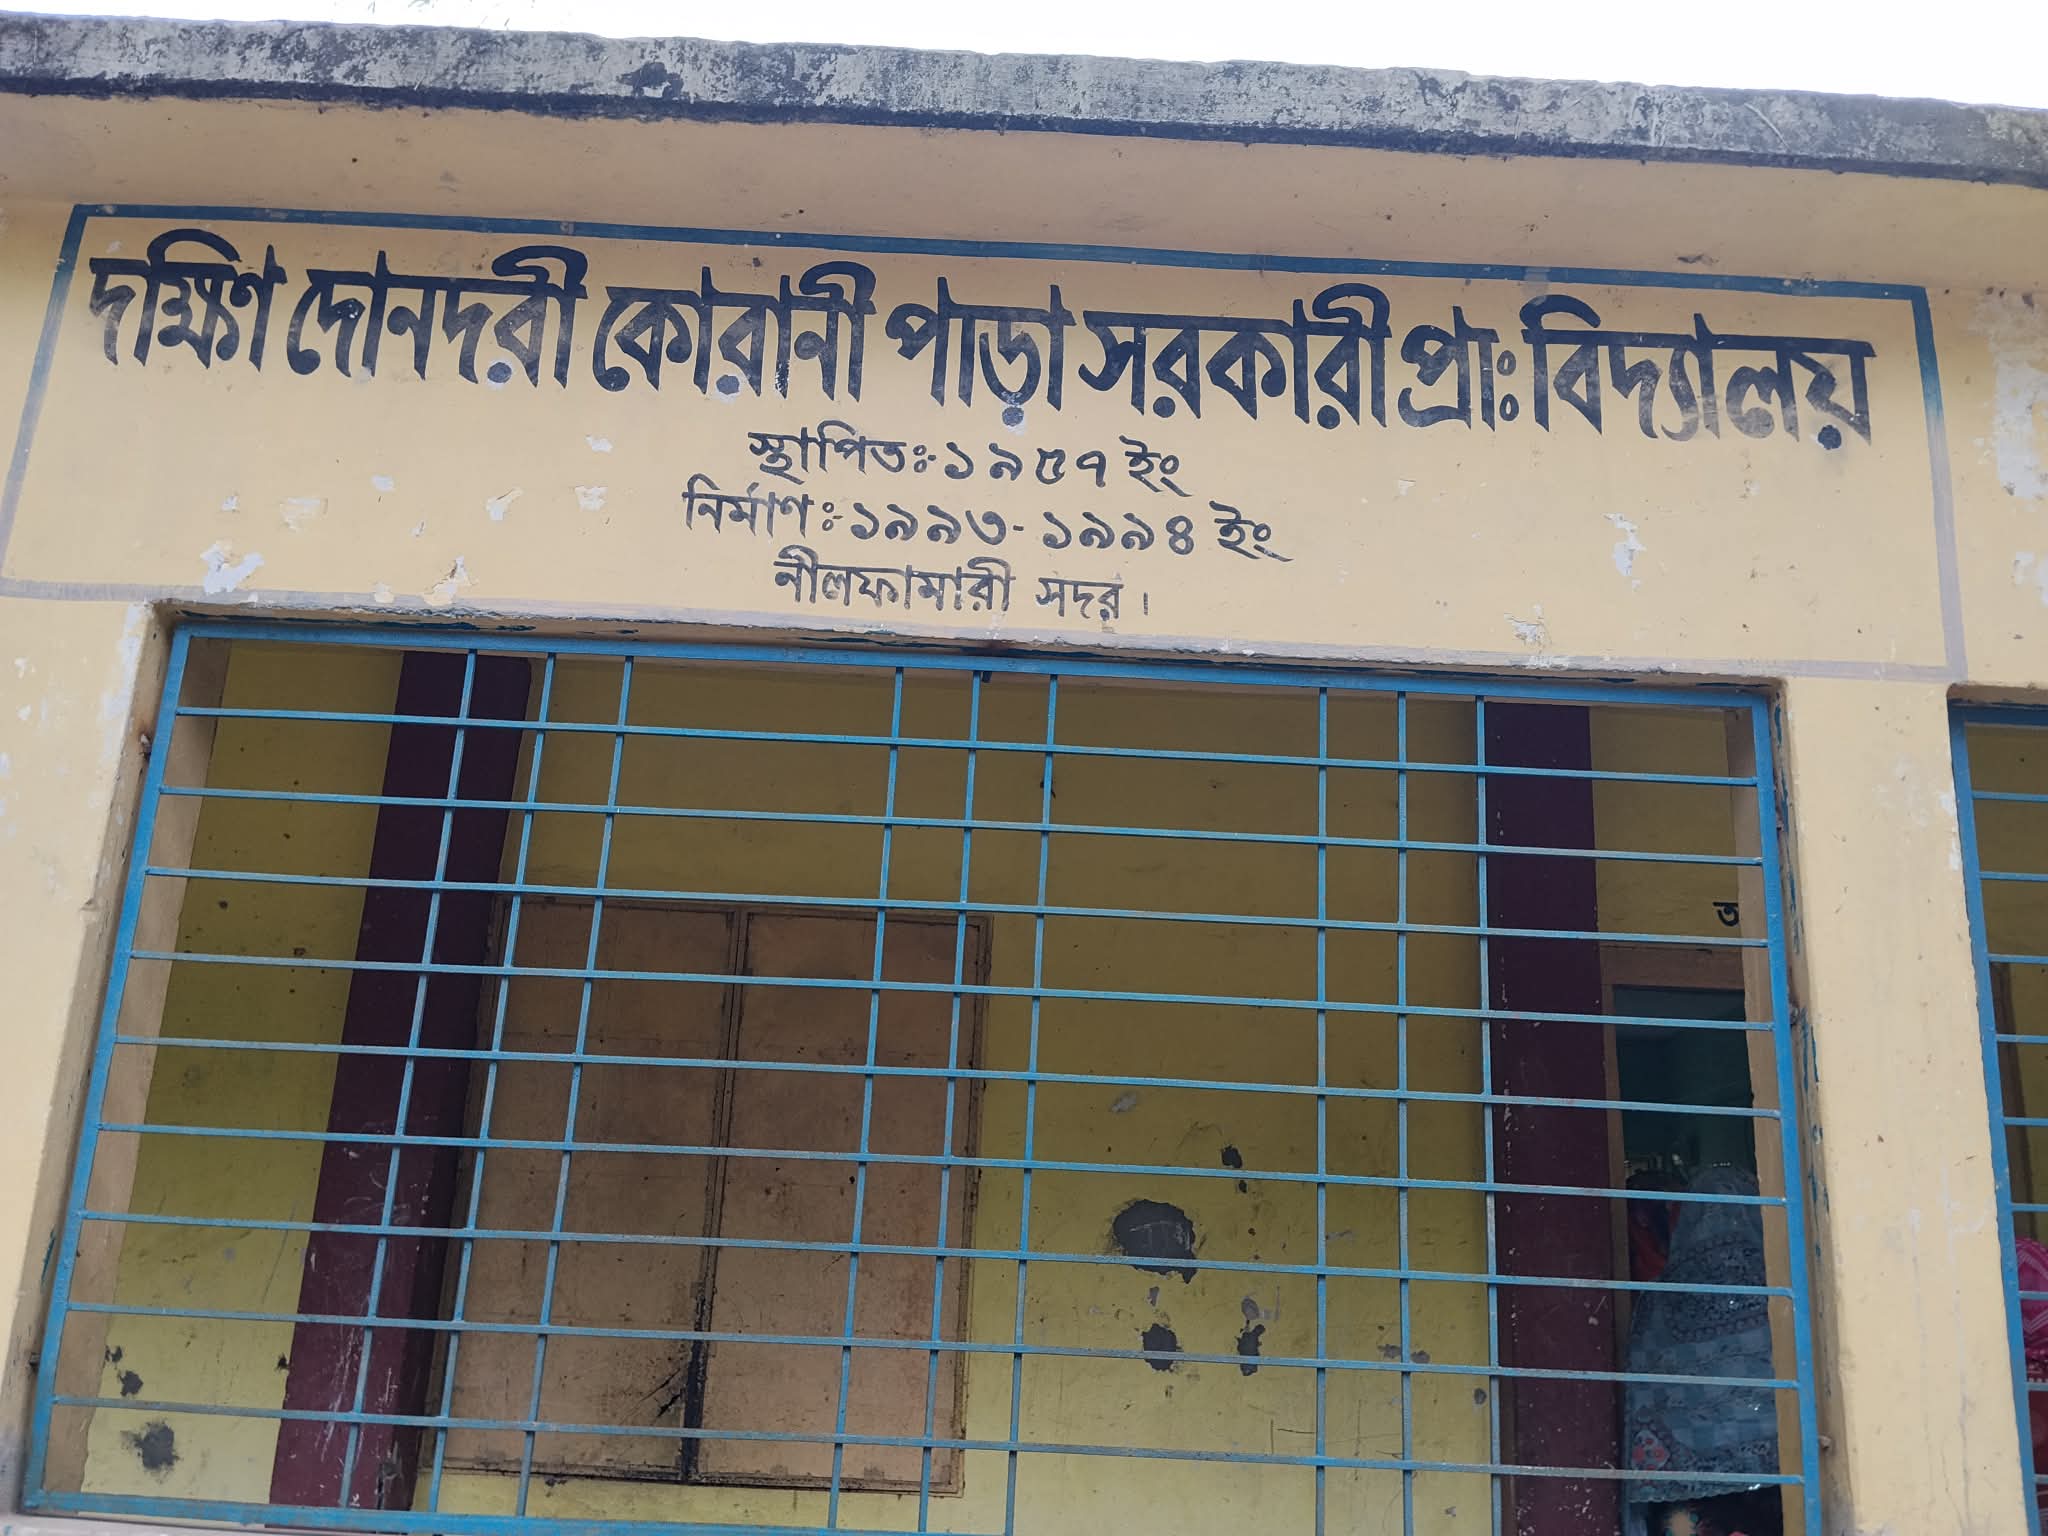 দক্ষিণ দোনদরী কোরানী পাড়া সরকারী প্রাঃ বিদ্যালয়
স্থাপিতঃ-১৯৫৭ ইং
নির্মাণঃ-১৯৯৩-১৯৯৪ ইং
নীলফামারী সদর।